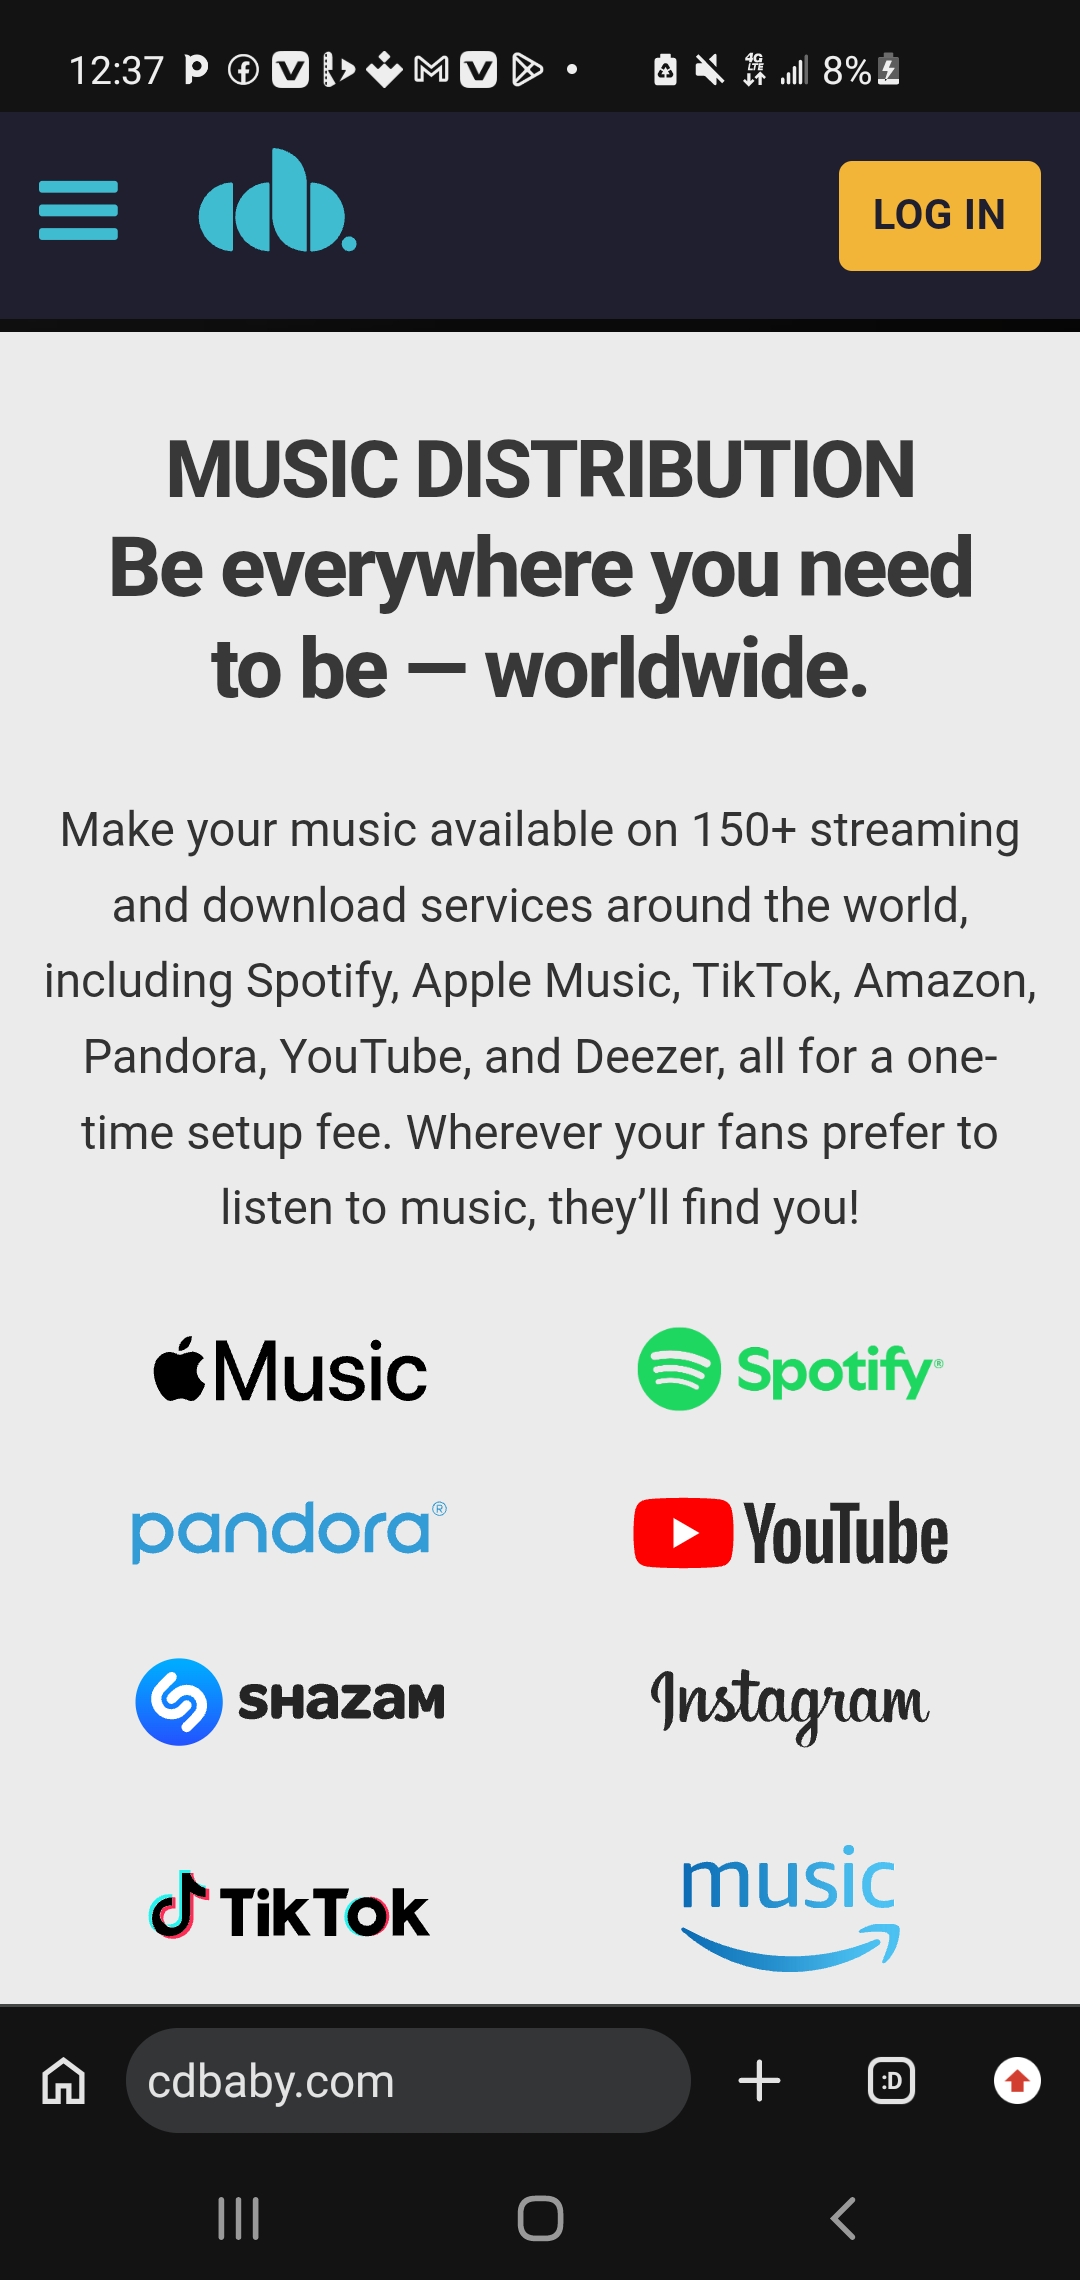 12:37
4G
LTE
8%
cdb.
LOG IN
MUSIC DISTRIBUTION
Be everywhere you need
to be — worldwide.
Make your music available on 150+ streaming
and download services around the world,
including Spotify, Apple Music, TikTok, Amazon,
Pandora, YouTube, and Deezer, all for a one-
time setup fee. Wherever your fans prefer to
listen to music, they’ll find you!
Music
Spotify®
pandora®
YouTube
SHAZAM
Instagram
TikTok
music
cdbaby.com
:D